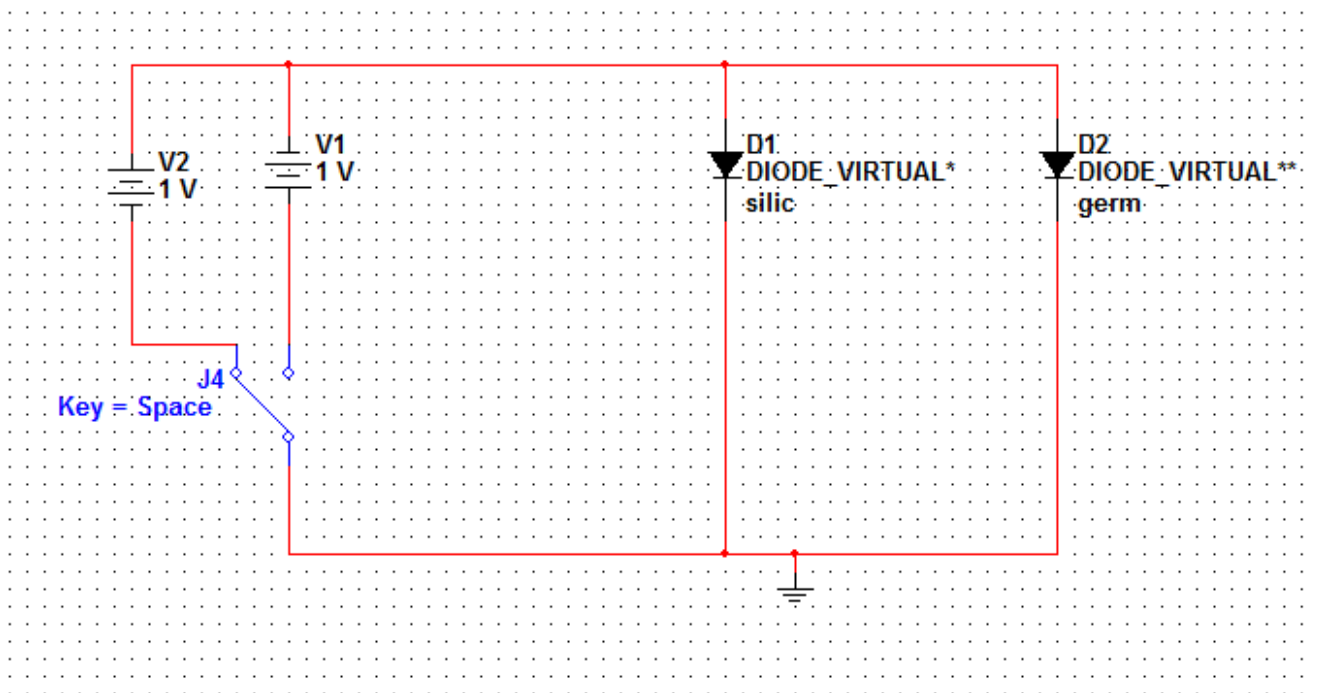 V2
1 V
V1
1 V
D1
DIODE_VIRTUAL*
silic
D2
DIODE_VIRTUAL**
germ
J4
Key = Space